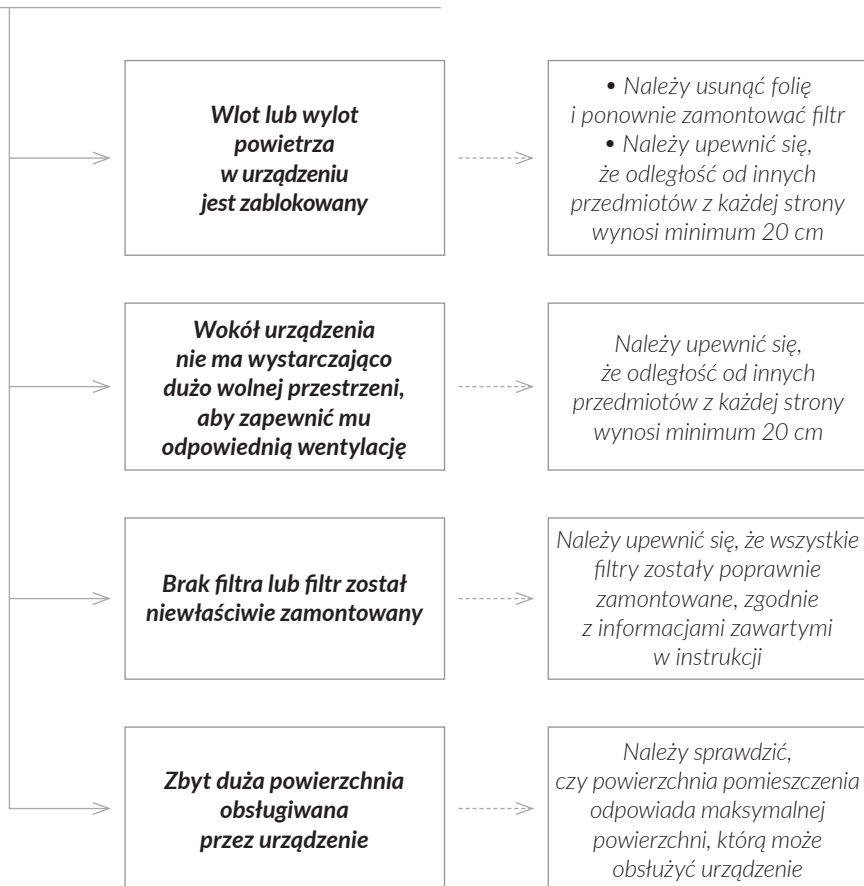 Wlot lub wylot
powietrza
w urządzeniu
jest zablokowany
• Należy usunąć folię
i ponownie zamontować filtr
• Należy upewnić się,
że odległość od innych
przedmiotów z każdej strony
wynosi minimum 20 cm
Wokół urządzenia
nie ma wystarczająco
dużo wolnej przestrzeni,
aby zapewnić mu
odpowiednią wentylację
Należy upewnić się,
że odległość od innych
przedmiotów z każdej strony
wynosi minimum 20 cm
Brak filtra lub filtr został
niewłaściwie zamontowany
Należy upewnić się, że wszystkie
filtry zostały poprawnie
zamontowane, zgodnie
z informacjami zawartymi
w instrukcji
Zbyt duża powierzchnia
obsługiwana
przez urządzenie
Należy sprawdzić,
czy powierzchnia pomieszczenia
odpowiada maksymalnej
powierzchni, którą może
obsłużyć urządzenie